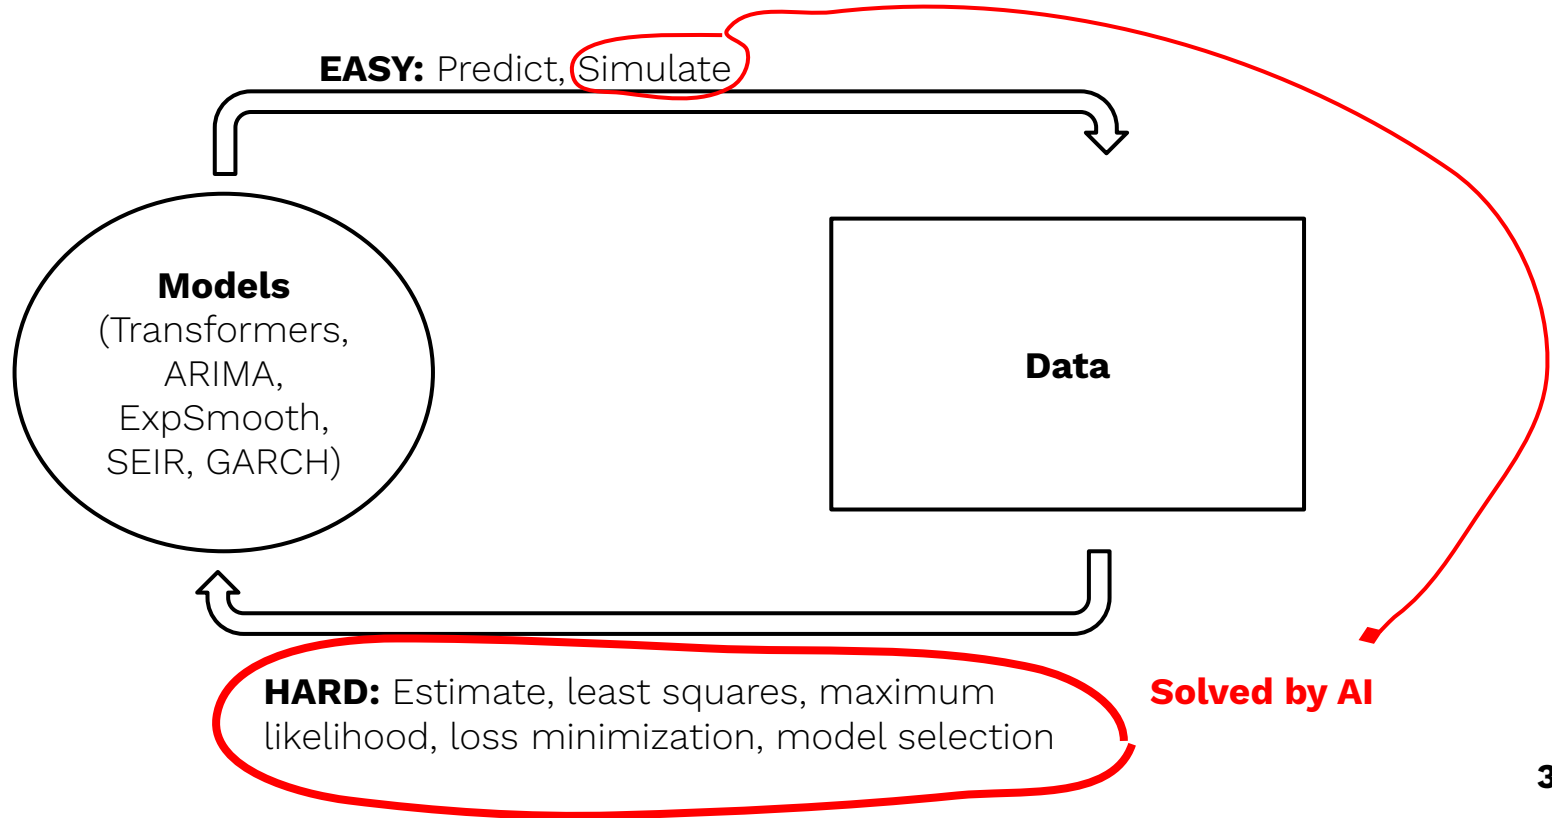 EASY: Predict, Simulate
Models
(Transformers,
ARIMA,
ExpSmooth,
SEIR, GARCH)
Data
HARD: Estimate, least squares, maximum
likelihood, loss minimization, model selection
Solved by AI
3